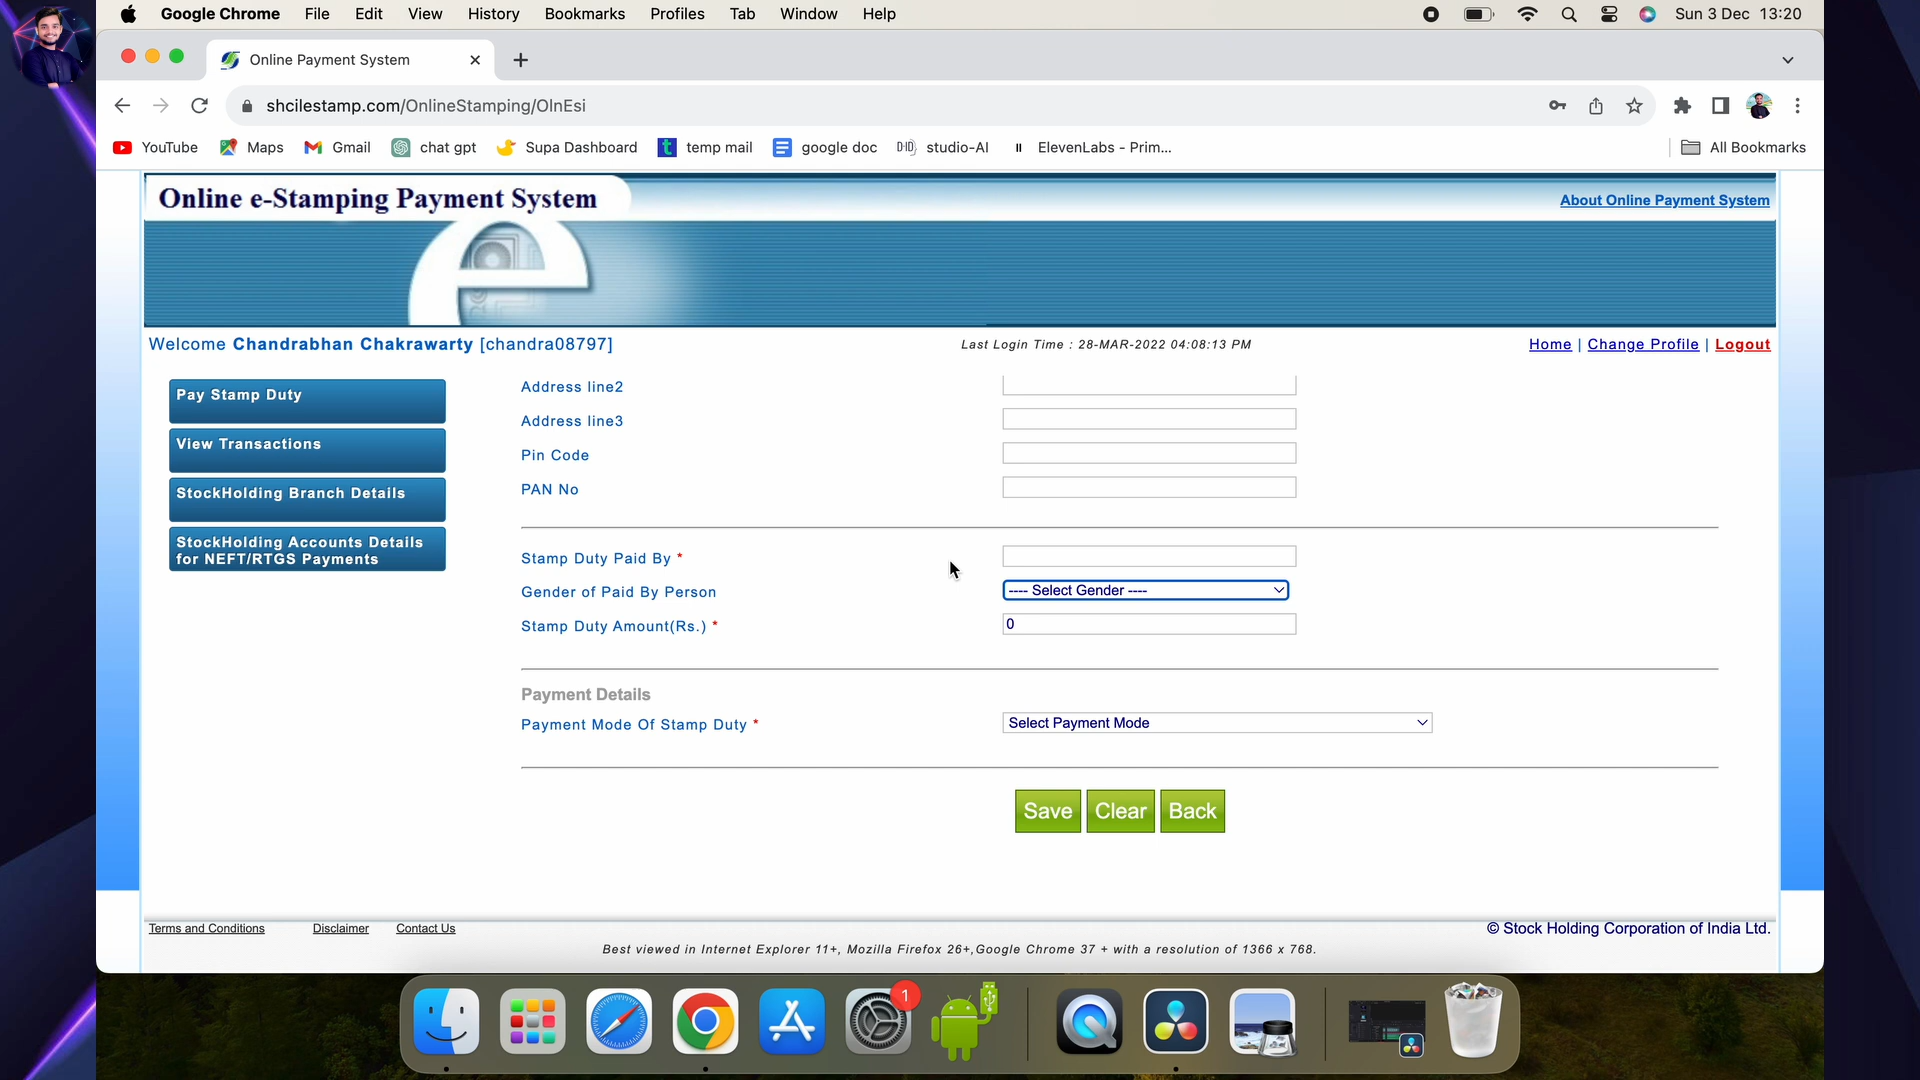 Google Chrome File Edit View History Bookmarks Profiles Tab Window Help Sun 3 Dec 13:20
Online Payment System
shcilestamp.com/OnlineStamping/OlnEsi
YouTube Maps Gmail chat gpt Supa Dashboard temp mail google doc studio-AI ElevenLabs - Prim... All Bookmarks
Online e-Stamping Payment System
About Online Payment System
Welcome Chandrabhan Chakrawarty [chandra08797]
Last Login Time : 28-MAR-2022 04:08:13 PM
Home | Change Profile | Logout
Pay Stamp Duty
View Transactions
StockHolding Branch Details
StockHolding Accounts Details
for NEFT/RTGS Payments
Address line2
Address line3
Pin Code
PAN No
Stamp Duty Paid By *
Gender of Paid By Person ---- Select Gender ----
Stamp Duty Amount(Rs.) * 0
Payment Details
Payment Mode Of Stamp Duty * Select Payment Mode
Save Clear Back
Terms and Conditions Disclaimer Contact Us
© Stock Holding Corporation of India Ltd.
Best viewed in Internet Explorer 11+, Mozilla Firefox 26+,Google Chrome 37 + with a resolution of 1366 x 768.
1